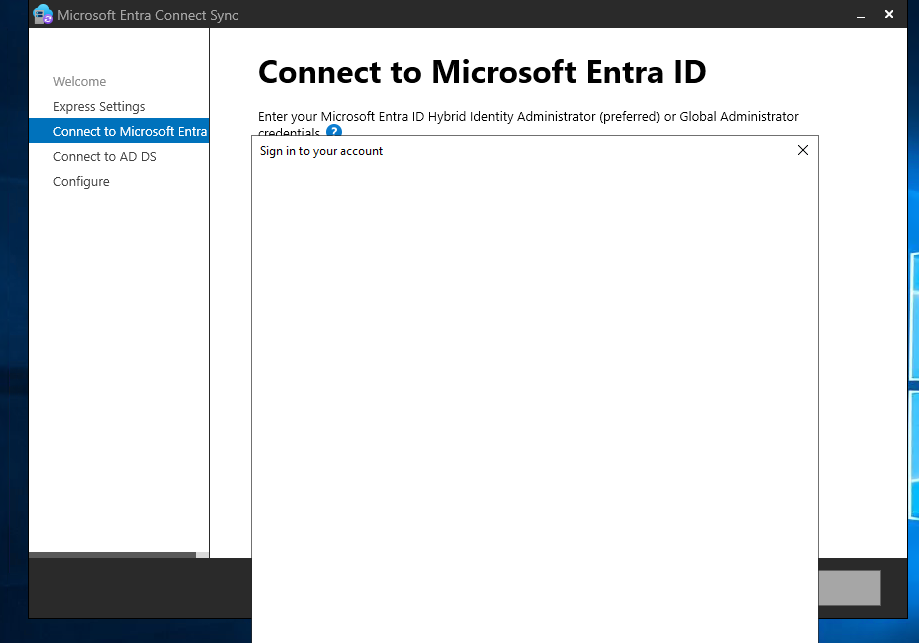 Microsoft Entra Connect Sync
Welcome
Express Settings
Connect to Microsoft Entra
Connect to AD DS
Configure
Connect to Microsoft Entra ID
Enter your Microsoft Entra ID Hybrid Identity Administrator (preferred) or Global Administrator
credentials. ?
Sign in to your account